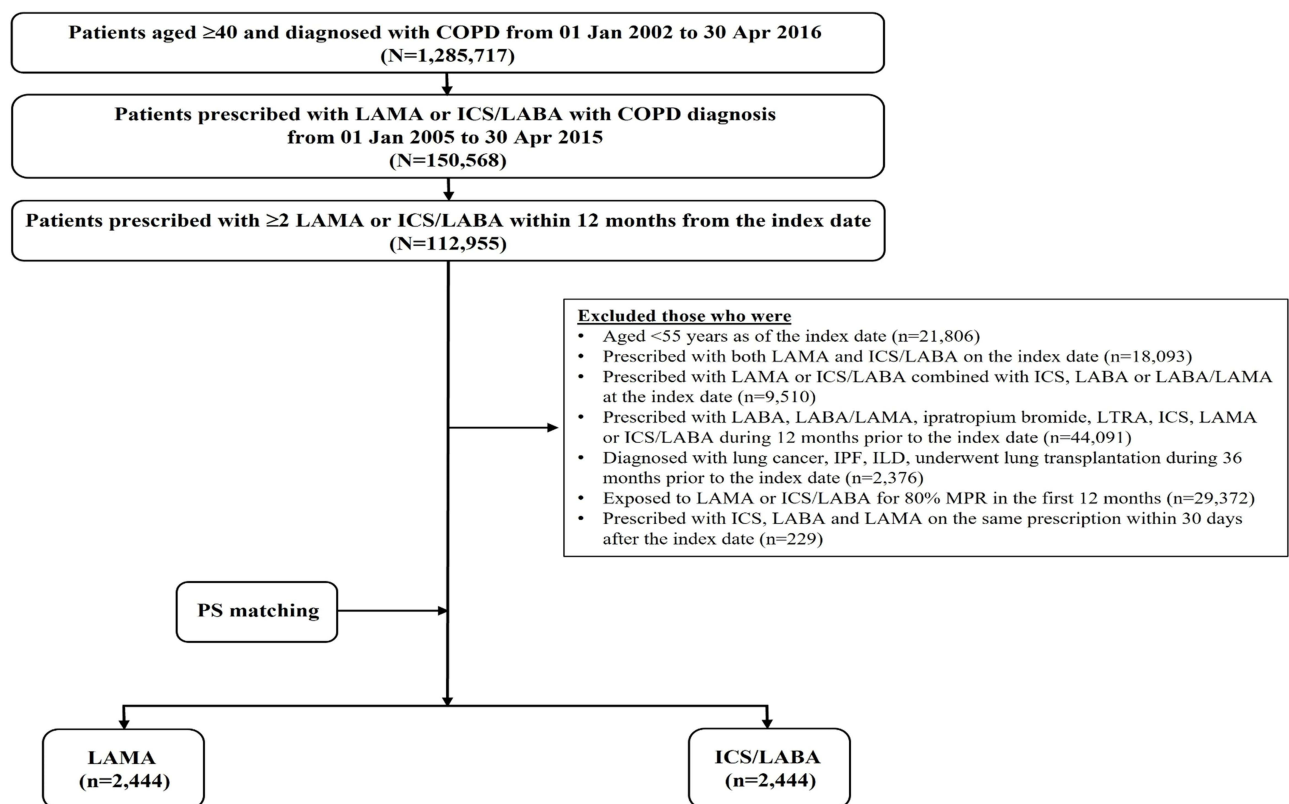 Patients aged ≥40 and diagnosed with COPD from 01 Jan 2002 to 30 Apr 2016
(N=1,285,717)
Patients prescribed with LAMA or ICS/LABA with COPD diagnosis
from 01 Jan 2005 to 30 Apr 2015
(N=150,568)
Patients prescribed with ≥2 LAMA or ICS/LABA within 12 months from the index date
(N=112,955)
Excluded those who were
• Aged <55 years as of the index date (n=21,806)
• Prescribed with both LAMA and ICS/LABA on the index date (n=18,093)
• Prescribed with LAMA or ICS/LABA combined with ICS, LABA or LABA/LAMA
at the index date (n=9,510)
• Prescribed with LABA, LABA/LAMA, ipratropium bromide, LTRA, ICS, LAMA
or ICS/LABA during 12 months prior to the index date (n=44,091)
• Diagnosed with lung cancer, IPF, ILD, underwent lung transplantation during 36
months prior to the index date (n=2,376)
• Exposed to LAMA or ICS/LABA for 80% MPR in the first 12 months (n=29,372)
• Prescribed with ICS, LABA and LAMA on the same prescription within 30 days
after the index date (n=229)
PS matching
LAMA
(n=2,444)
ICS/LABA
(n=2,444)